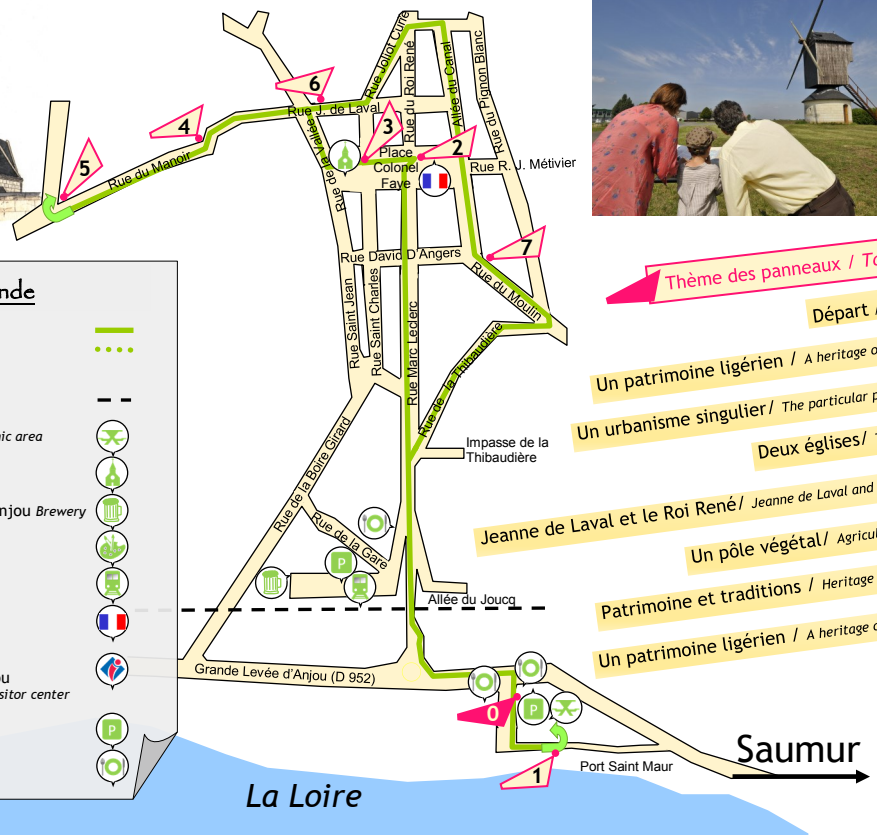 6
Rue Joliot Curie
Rue du Roi René
Allée du Canal
Rue du Pignon Blanc
Rue J. de Laval
4
3
2
Rue de la Vallée
Place
Colonel
Faye
Rue R. J. Métivier
5
Rue du Manoir
7
Rue David D'Angers
Rue du Moulin
Rue Saint Jean
Rue Saint Charles
Rue Marc Leclerc
Rue de la Thibaudière
Impasse de la
Thibaudière
Rue de la Boire Girard
Rue de la Gare
P
Allée du Joucq
Grande Levée d'Anjou (D 952)
0
P
1
Port Saint Maur
Saumur
La Loire
nde
nic area
njou Brewery
ou
sitor center
P
Thème des panneaux / To
Départ /
Un patrimoine ligérien / A heritage o
Un urbanisme singulier/ The particular p
Deux églises/
Jeanne de Laval et le Roi René/ Jeanne de Laval and
Un pôle végétal/ Agricul
Patrimoine et traditions / Heritage
Un patrimoine ligérien / A heritage o